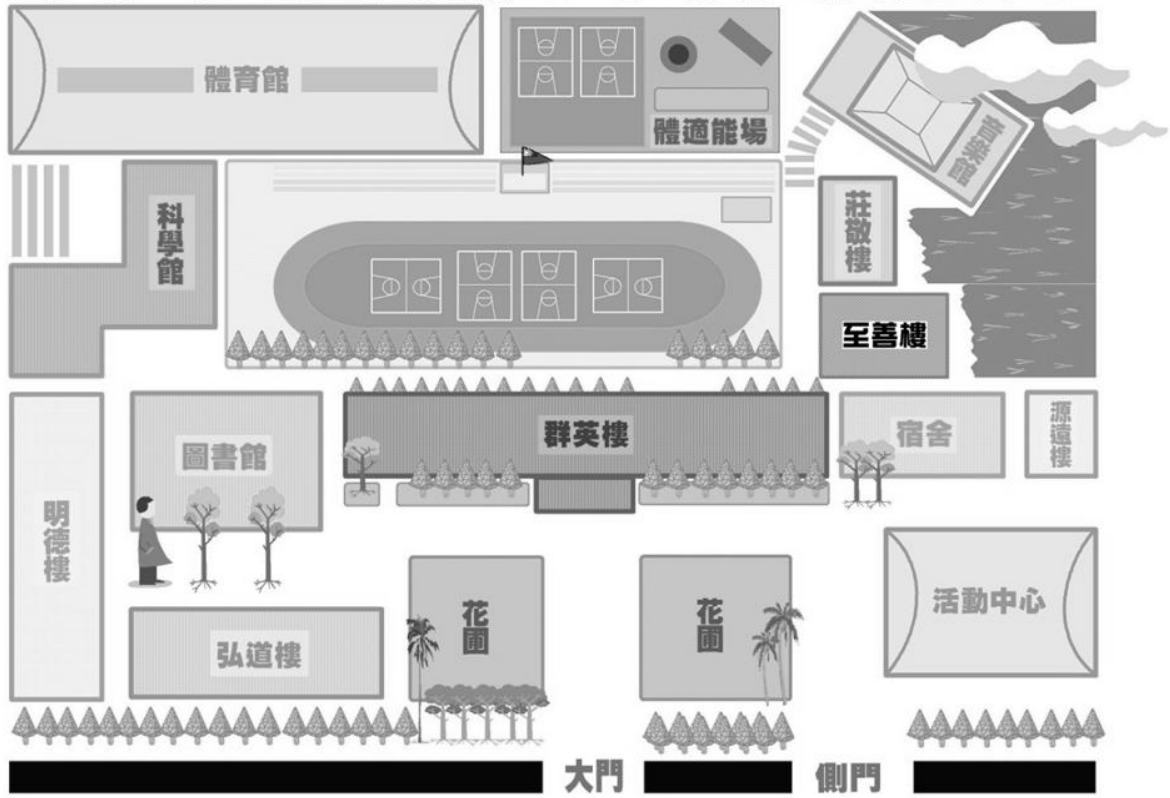 體育館
體適能場
音樂館
科學館
莊敬樓
至善樓
圖書館
群英樓
宿舍
源遠樓
明德樓
弘道樓
花圃
花圃
活動中心
大門
側門